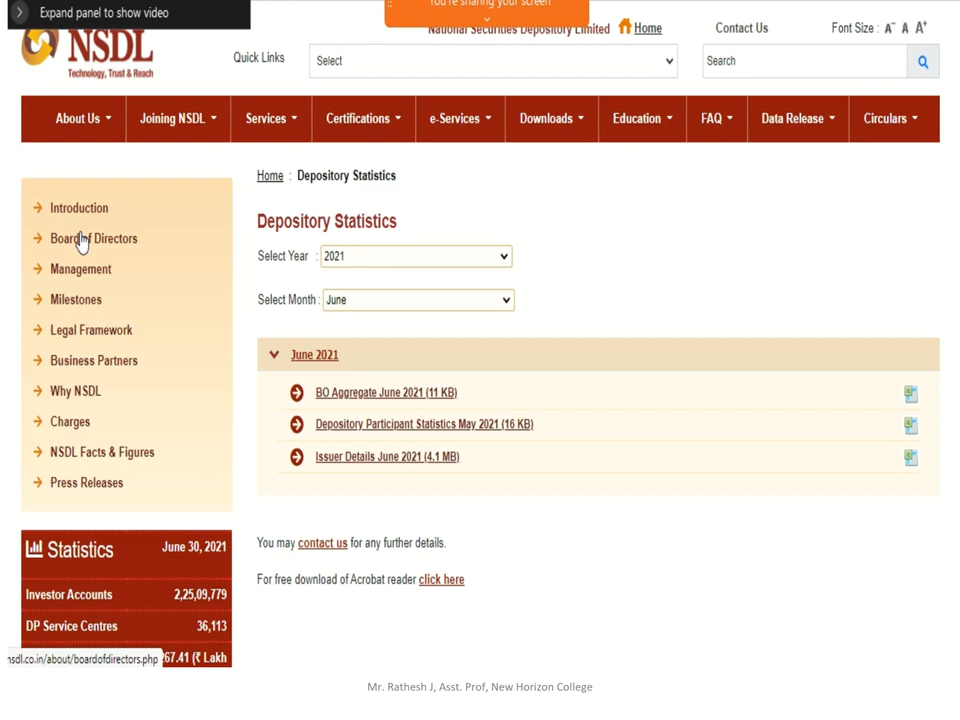 Expand panel to show video
You're sharing your screen
NSDL
Technology, Trust & Reach
National Securities Depository Limited
Home
Contact Us
Font Size : A- A A+
Quick Links
Select
Search
About Us
Joining NSDL
Services
Certifications
e-Services
Downloads
Education
FAQ
Data Release
Circulars
Introduction
Board of Directors
Management
Milestones
Legal Framework
Business Partners
Why NSDL
Charges
NSDL Facts & Figures
Press Releases
Home : Depository Statistics
Depository Statistics
Select Year : 2021
Select Month : June
June 2021
BO Aggregate June 2021 (11 KB)
Depository Participant Statistics May 2021 (16 KB)
Issuer Details June 2021 (4.1 MB)
You may contact us for any further details.
For free download of Acrobat reader click here
Statistics June 30, 2021
Investor Accounts 2,25,09,779
DP Service Centres 36,113
267.41 (₹ Lakh
nsdl.co.in/about/boardofdirectors.php
Mr. Rathesh J, Asst. Prof, New Horizon College